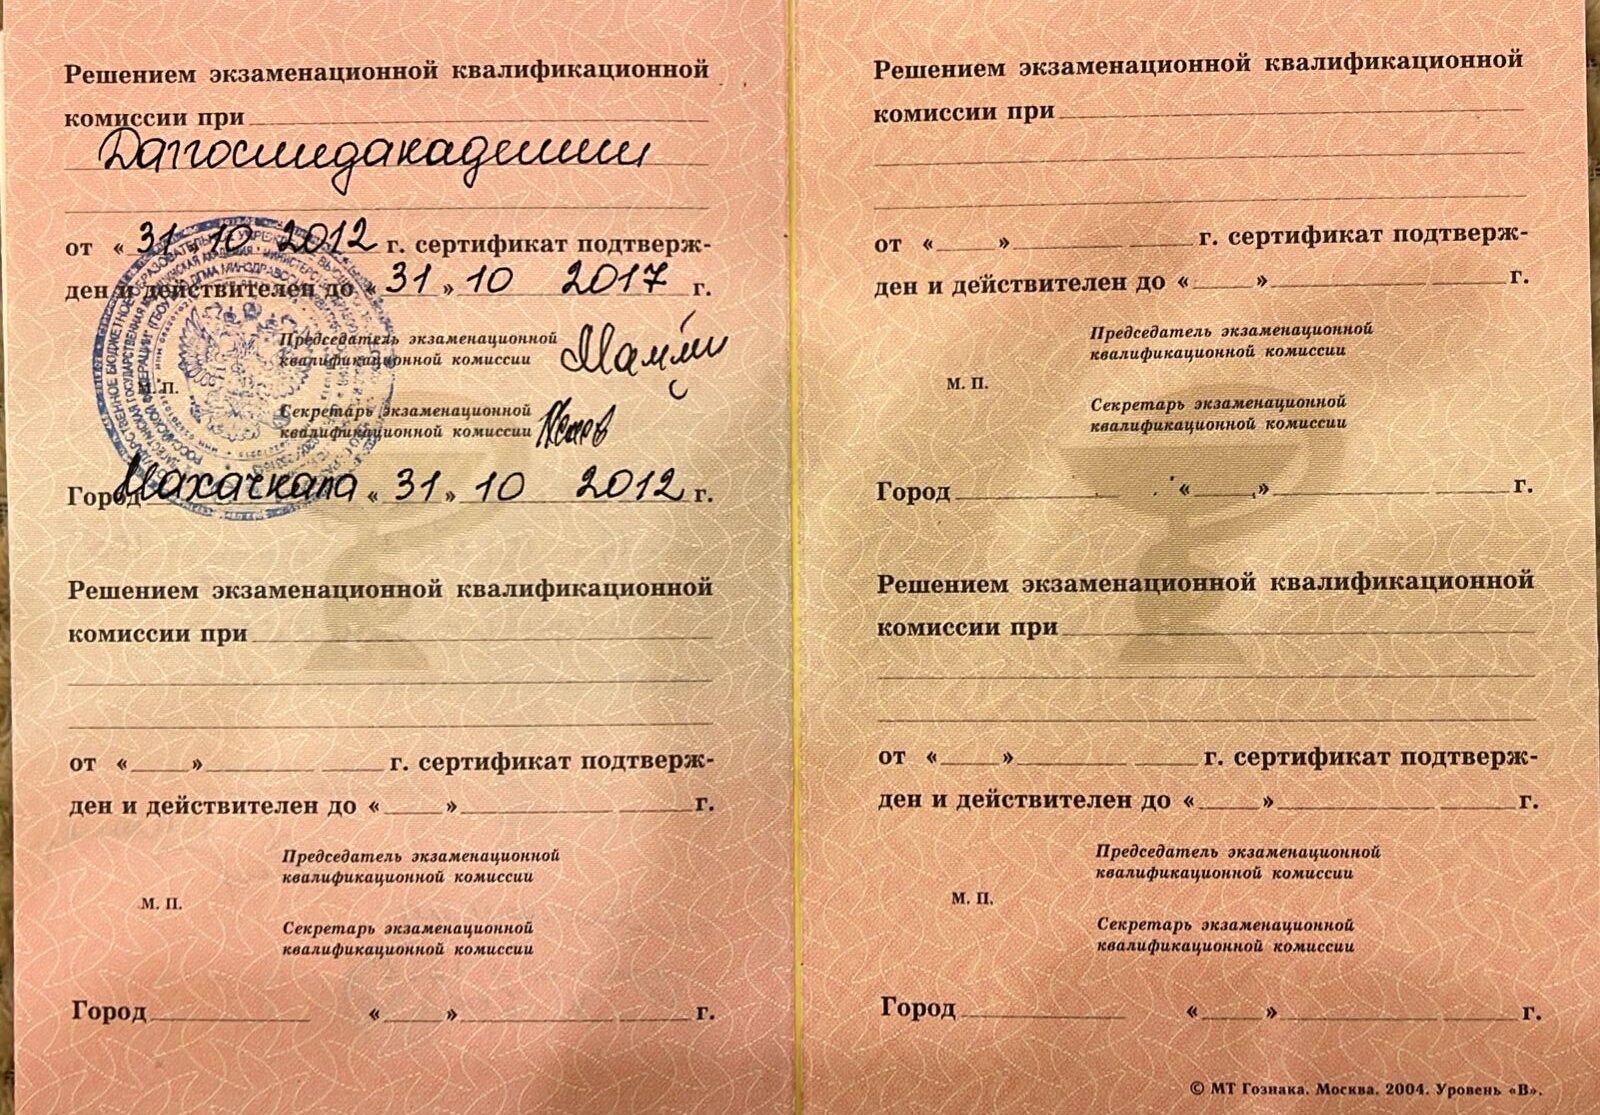 Решением экзаменационной квалификационной
комиссии при
Даггосмедакадемии
от « 31 » 10 2012 г. сертификат подтверж-
ден и действителен до « 31 » 10 2017 г.
Председатель экзаменационной
квалификационной комиссии
М. П.
Секретарь экзаменационной
квалификационной комиссии
Город Махачкала « 31 » 10 2012 г.
Решением экзаменационной квалификационной
комиссии при
от « » г. сертификат подтверж-
ден и действителен до « » г.
Председатель экзаменационной
квалификационной комиссии
М. П.
Секретарь экзаменационной
квалификационной комиссии
Город « » г.
Решением экзаменационной квалификационной
комиссии при
от « » г. сертификат подтверж-
ден и действителен до « » г.
Председатель экзаменационной
квалификационной комиссии
М. П.
Секретарь экзаменационной
квалификационной комиссии
Город « » г.
Решением экзаменационной квалификационной
комиссии при
от « » г. сертификат подтверж-
ден и действителен до « » г.
Председатель экзаменационной
квалификационной комиссии
М. П.
Секретарь экзаменационной
квалификационной комиссии
Город « » г.
© МТ Гознака. Москва. 2004. Уровень «В».